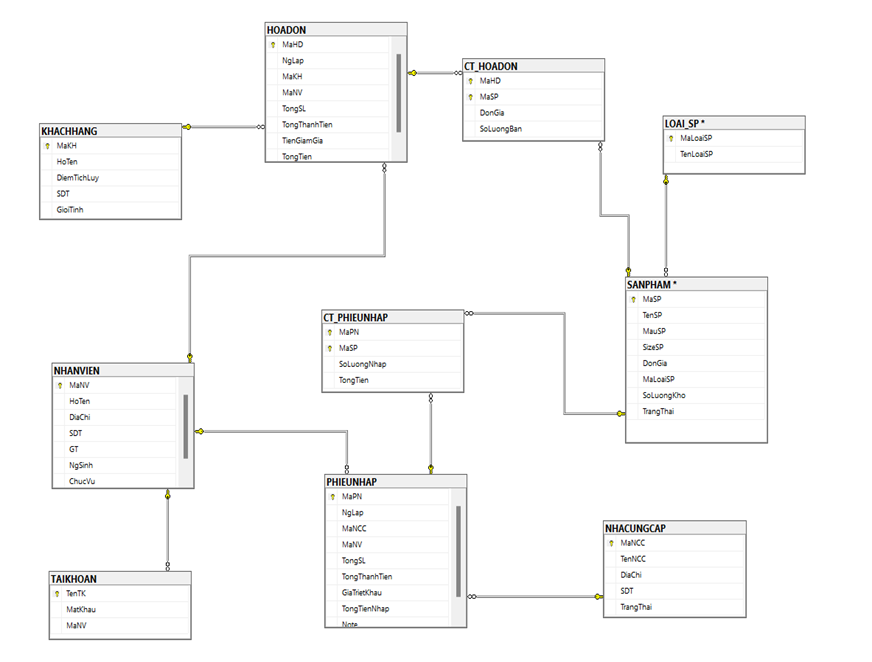 HOADON
MaHD
NgLap
MaKH
MaNV
TongSL
TongThanhTien
TienGiamGia
TongTien
CT_HOADON
MaHD
MaSP
DonGia
SoLuongBan
LOAI_SP *
MaLoaiSP
TenLoaiSP
KHACHHANG
MaKH
HoTen
DiemTichLuy
SDT
GioiTinh
SANPHAM *
MaSP
TenSP
MauSP
SizeSP
DonGia
MaLoaiSP
SoLuongKho
TrangThai
CT_PHIEUNHAP
MaPN
MaSP
SoLuongNhap
TongTien
NHANVIEN
MaNV
HoTen
DiaChi
SDT
GT
NgSinh
ChucVu
PHIEUNHAP
MaPN
NgLap
MaNCC
MaNV
TongSL
TongThanhTien
GiaTrietKhau
TongTienNhap
Note
NHACUNGCAP
MaNCC
TenNCC
DiaChi
SDT
TrangThai
TAIKHOAN
TenTK
MatKhau
MaNV